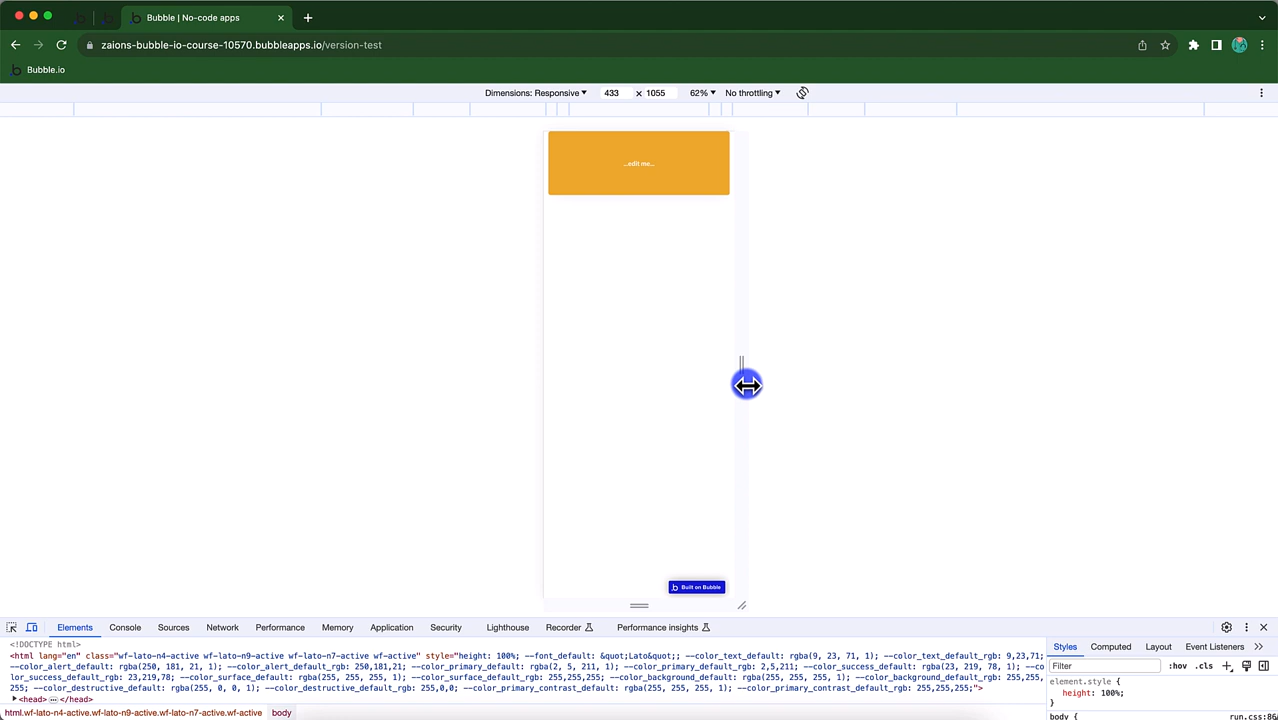 Bubble | No-code apps
zaions-bubble-io-course-10570.bubbleapps.io/version-test
Bubble.io
Dimensions: Responsive ▾ 433 × 1055 62% ▾ No throttling ▾
...edit me...
b Built on Bubble
Elements Console Sources Network Performance Memory Application Security Lighthouse Recorder Performance insights
Styles Computed Layout Event Listeners »
<!DOCTYPE html>
<html lang="en" class="wf-lato-n4-active wf-lato-n9-active wf-lato-n7-active wf-active" style="height: 100%; --font_default: &quot;Lato&quot;; --color_text_default: rgba(9, 23, 71, 1); --color_text_default_rgb: 9,23,71;
--color_alert_default: rgba(250, 181, 21, 1); --color_alert_default_rgb: 250,181,21; --color_primary_default: rgba(2, 5, 211, 1); --color_primary_default_rgb: 2,5,211; --color_success_default: rgba(23, 219, 78, 1); --co
lor_success_default_rgb: 23,219,78; --color_surface_default: rgba(255, 255, 255, 1); --color_surface_default_rgb: 255,255,255; --color_background_default: rgba(255, 255, 255, 1); --color_background_default_rgb: 255,255,
255; --color_destructive_default: rgba(255, 0, 0, 1); --color_destructive_default_rgb: 255,0,0; --color_primary_contrast_default: rgba(255, 255, 255, 1); --color_primary_contrast_default_rgb: 255,255,255;">
<head> … </head>
html.wf-lato-n4-active.wf-lato-n9-active.wf-lato-n7-active.wf-active body
Filter :hov .cls
element.style {
height: 100%;
}
body { run.css:86